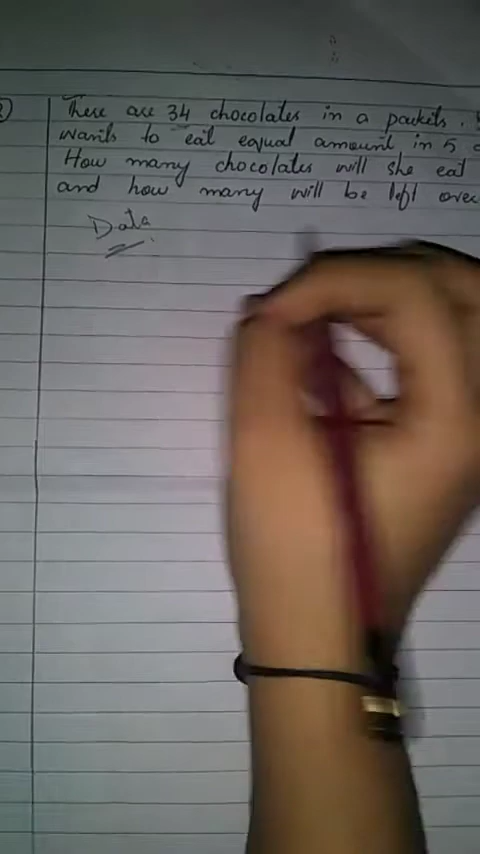 There are 34 chocolates in a packets.
wants to eat equal amount in 5
How many chocolates will she eat
and how many will be left over
Data